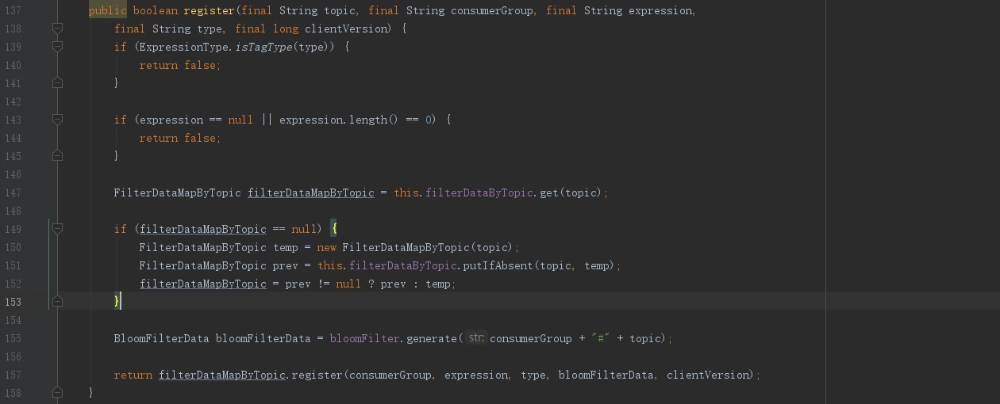 137 public boolean register(final String topic, final String consumerGroup, final String expression,
138 final String type, final long clientVersion) {
139 if (ExpressionType.isTagType(type)) {
140 return false;
141 }
142
143 if (expression == null || expression.length() == 0) {
144 return false;
145 }
146
147 FilterDataMapByTopic filterDataMapByTopic = this.filterDataByTopic.get(topic);
148
149 if (filterDataMapByTopic == null) {
150 FilterDataMapByTopic temp = new FilterDataMapByTopic(topic);
151 FilterDataMapByTopic prev = this.filterDataByTopic.putIfAbsent(topic, temp);
152 filterDataMapByTopic = prev != null ? prev : temp;
153 }
154
155 BloomFilterData bloomFilterData = bloomFilter.generate( str: consumerGroup + "#" + topic);
156
157 return filterDataMapByTopic.register(consumerGroup, expression, type, bloomFilterData, clientVersion);
158 }